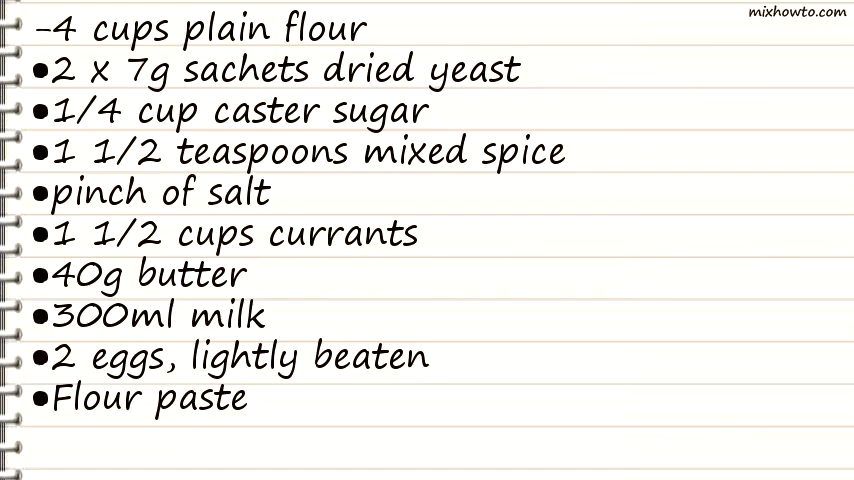 mixhowto.com
-4 cups plain flour
•2 x 7g sachets dried yeast
•1/4 cup caster sugar
•1 1/2 teaspoons mixed spice
•pinch of salt
•1 1/2 cups currants
•40g butter
•300ml milk
•2 eggs, lightly beaten
•Flour paste